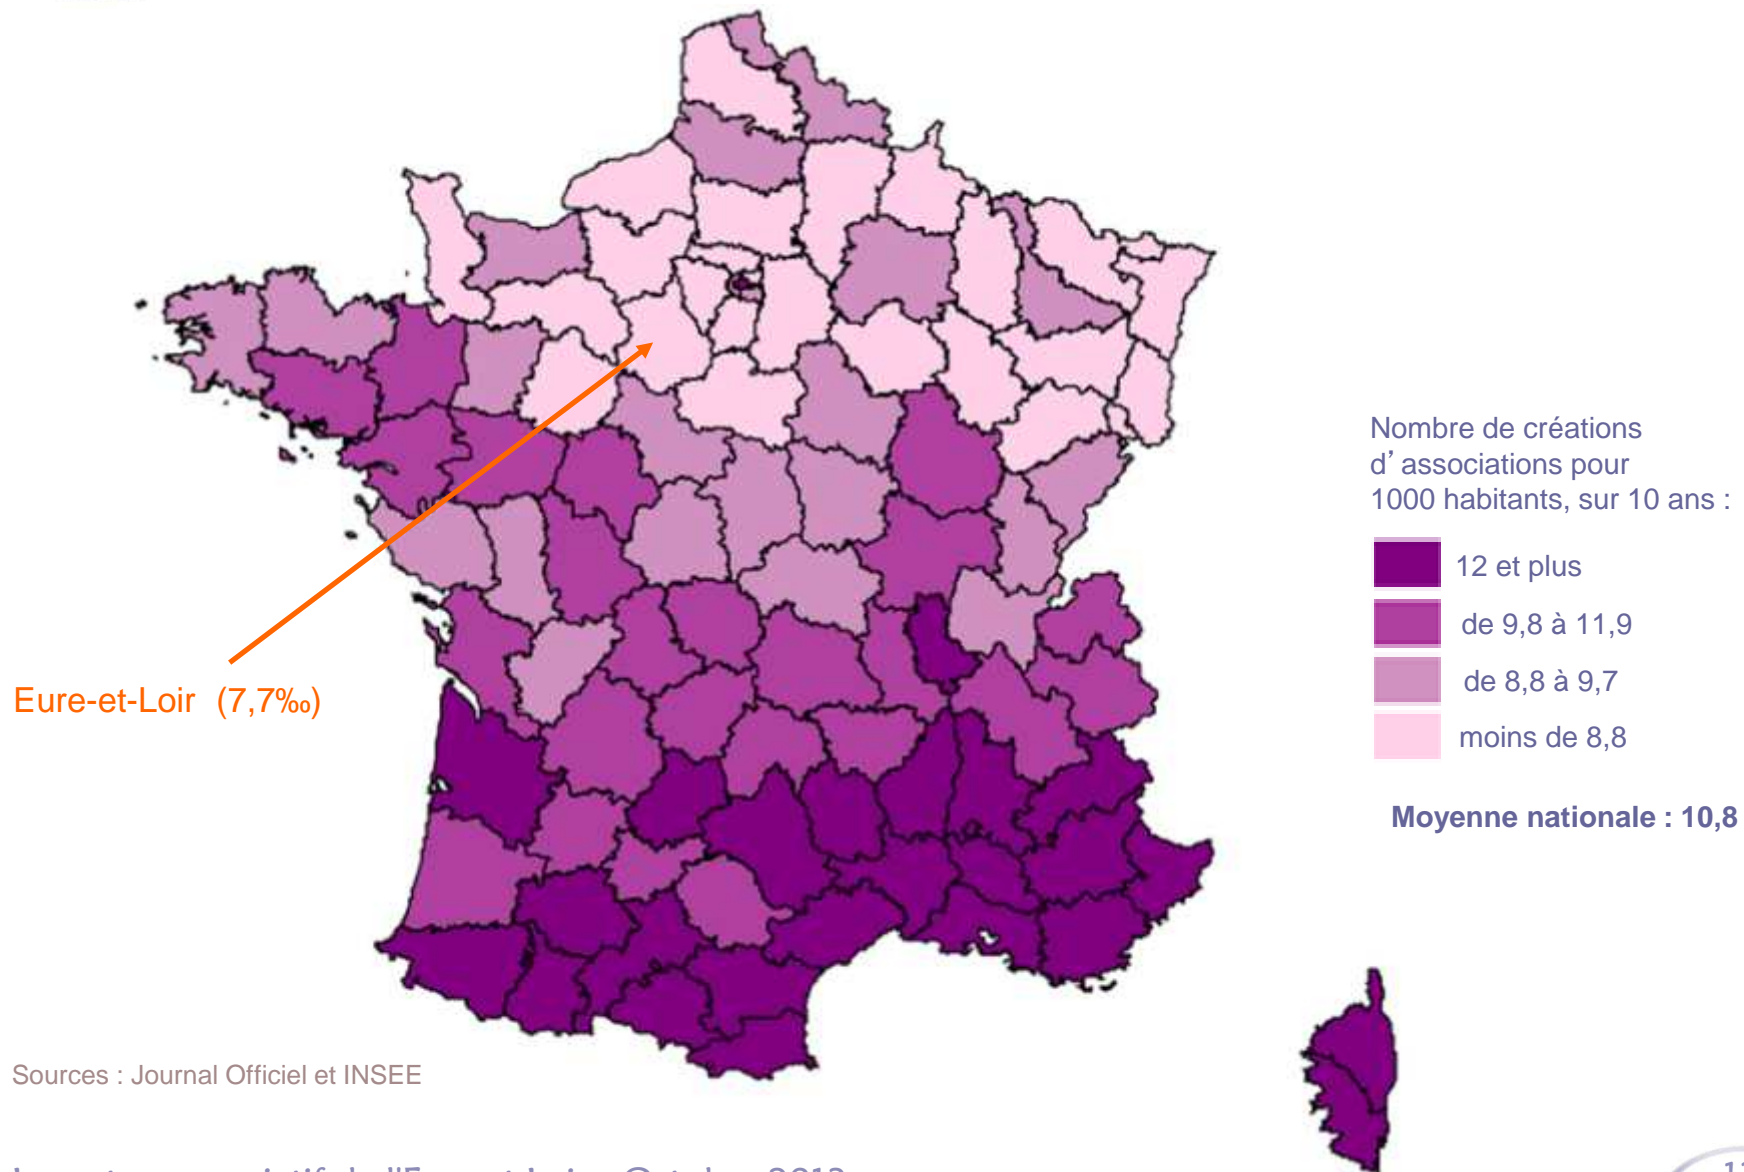 Nombre de créations
d’associations pour
1000 habitants, sur 10 ans :
12 et plus
de 9,8 à 11,9
de 8,8 à 9,7
moins de 8,8
Eure-et-Loir (7,7‰)
Moyenne nationale : 10,8
Sources : Journal Officiel et INSEE